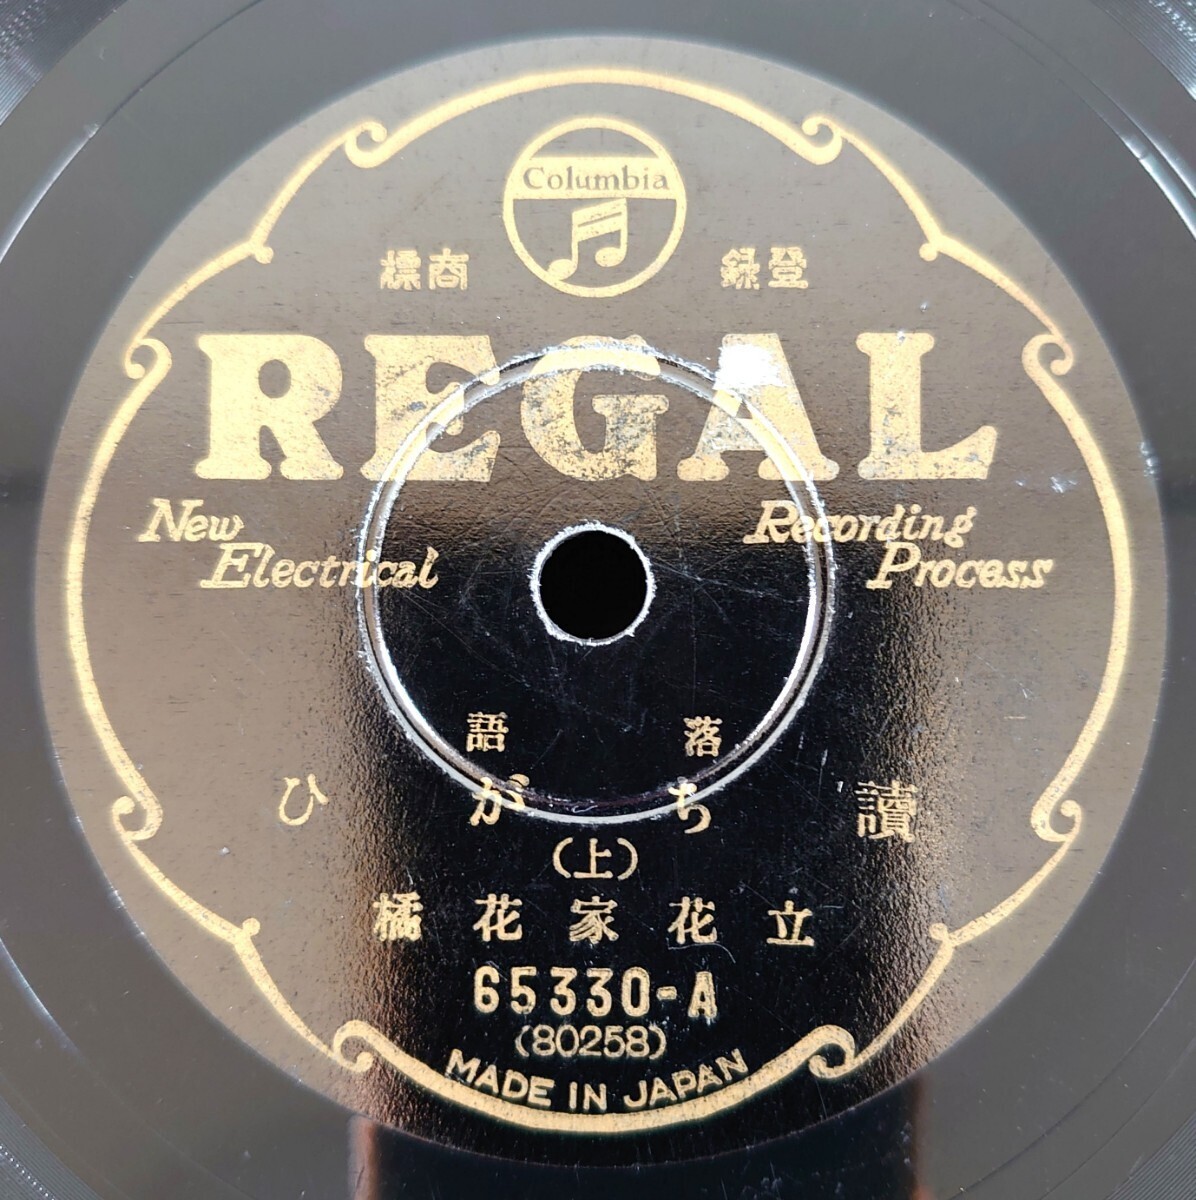 Columbia
登録 商標
REGAL
New Electrical
Recording Process
落語
讀ちがひ
(上)
立花家花橘
65330-A
(80258)
MADE IN JAPAN